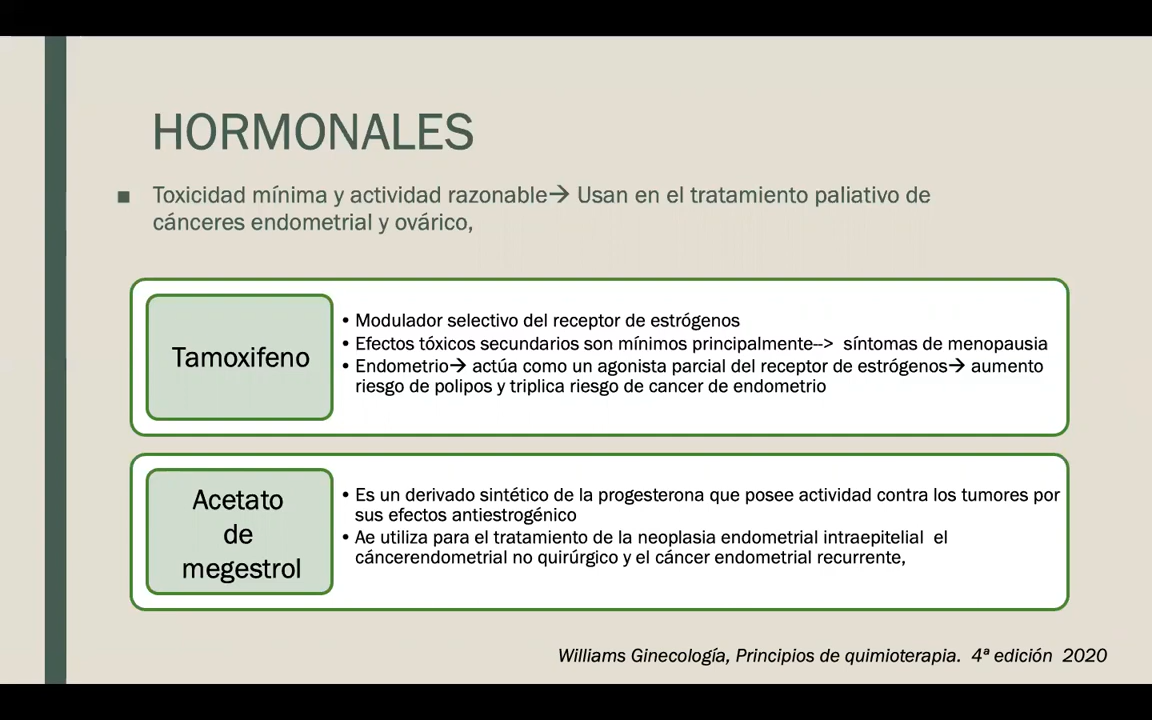 HORMONALES
■ Toxicidad mínima y actividad razonable→ Usan en el tratamiento paliativo de
cánceres endometrial y ovárico,
Tamoxifeno
• Modulador selectivo del receptor de estrógenos
• Efectos tóxicos secundarios son mínimos principalmente--> síntomas de menopausia
• Endometrio→ actúa como un agonista parcial del receptor de estrógenos→ aumento
riesgo de polipos y triplica riesgo de cancer de endometrio
Acetato
de
megestrol
• Es un derivado sintético de la progesterona que posee actividad contra los tumores por
sus efectos antiestrogénico
• Ae utiliza para el tratamiento de la neoplasia endometrial intraepitelial el
cáncerendometrial no quirúrgico y el cáncer endometrial recurrente,
Williams Ginecología, Principios de quimioterapia. 4ª edición 2020